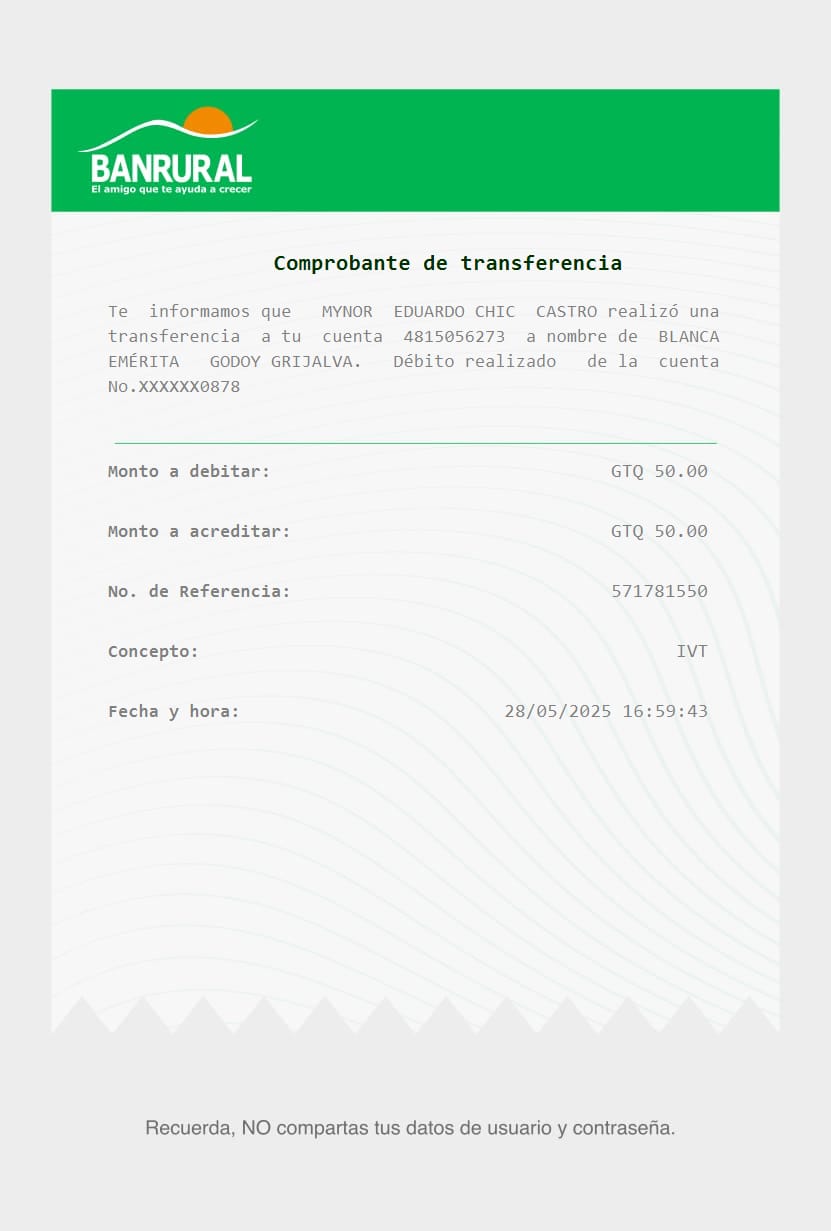 BANRURAL
El amigo que te ayuda a crecer
Comprobante de transferencia
Te informamos que MYNOR EDUARDO CHIC CASTRO realizó una
transferencia a tu cuenta 4815056273 a nombre de BLANCA
EMÉRITA GODOY GRIJALVA. Débito realizado de la cuenta
No.XXXXXX0878
Monto a debitar: GTQ 50.00
Monto a acreditar: GTQ 50.00
No. de Referencia: 571781550
Concepto: IVT
Fecha y hora: 28/05/2025 16:59:43
Recuerda, NO compartas tus datos de usuario y contraseña.